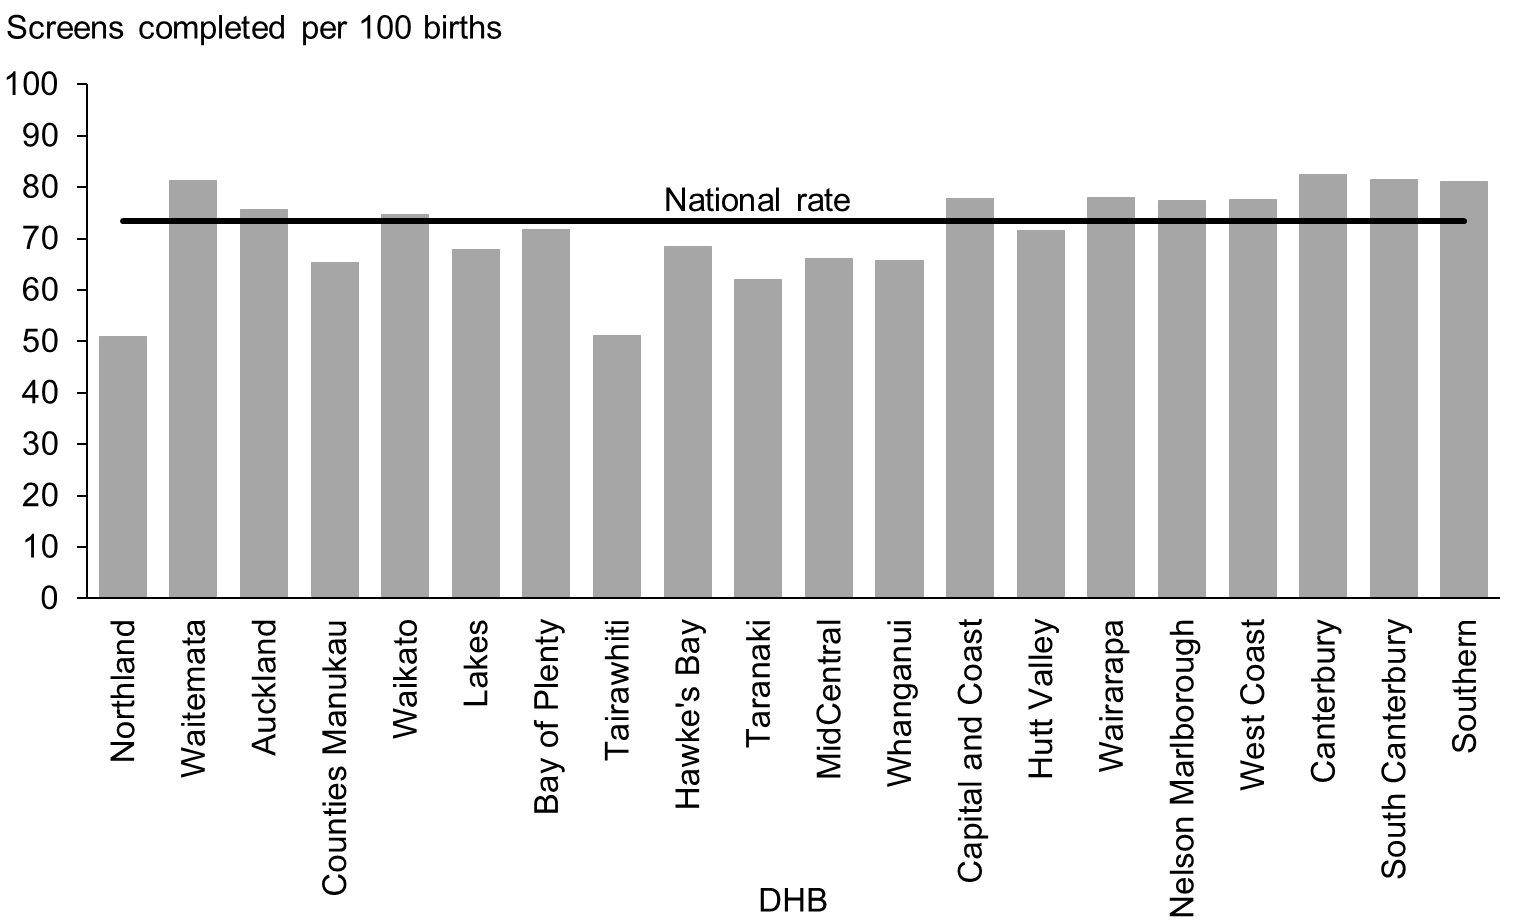 Screens completed per 100 births
100
90
80
70
60
50
40
30
20
10
0
National rate
Northland
Waitemata
Auckland
Counties Manukau
Waikato
Lakes
Bay of Plenty
Tairawhiti
Hawke's Bay
Taranaki
MidCentral
Whanganui
Capital and Coast
Hutt Valley
Wairarapa
Nelson Marlborough
West Coast
Canterbury
South Canterbury
Southern
DHB